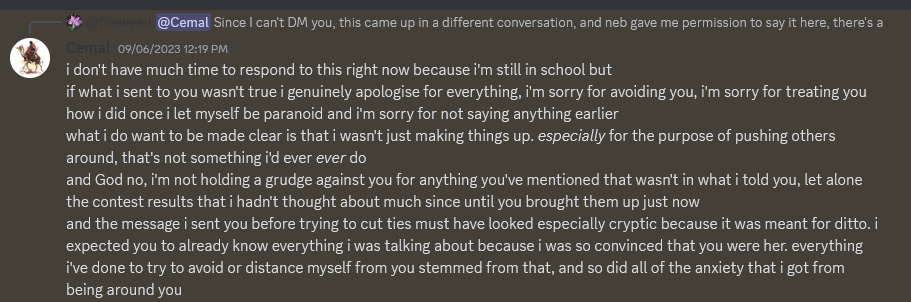 @fireweed @Cemal Since I can't DM you, this came up in a different conversation, and neb gave me permission to say it here, there's a
Cemal 09/06/2023 12:19 PM
i don't have much time to respond to this right now because i'm still in school but
if what i sent to you wasn't true i genuinely apologise for everything, i'm sorry for avoiding you, i'm sorry for treating you
how i did once i let myself be paranoid and i'm sorry for not saying anything earlier
what i do want to be made clear is that i wasn't just making things up. especially for the purpose of pushing others
around, that's not something i'd ever ever do
and God no, i'm not holding a grudge against you for anything you've mentioned that wasn't in what i told you, let alone
the contest results that i hadn't thought about much since until you brought them up just now
and the message i sent you before trying to cut ties must have looked especially cryptic because it was meant for ditto. i
expected you to already know everything i was talking about because i was so convinced that you were her. everything
i've done to try to avoid or distance myself from you stemmed from that, and so did all of the anxiety that i got from
being around you